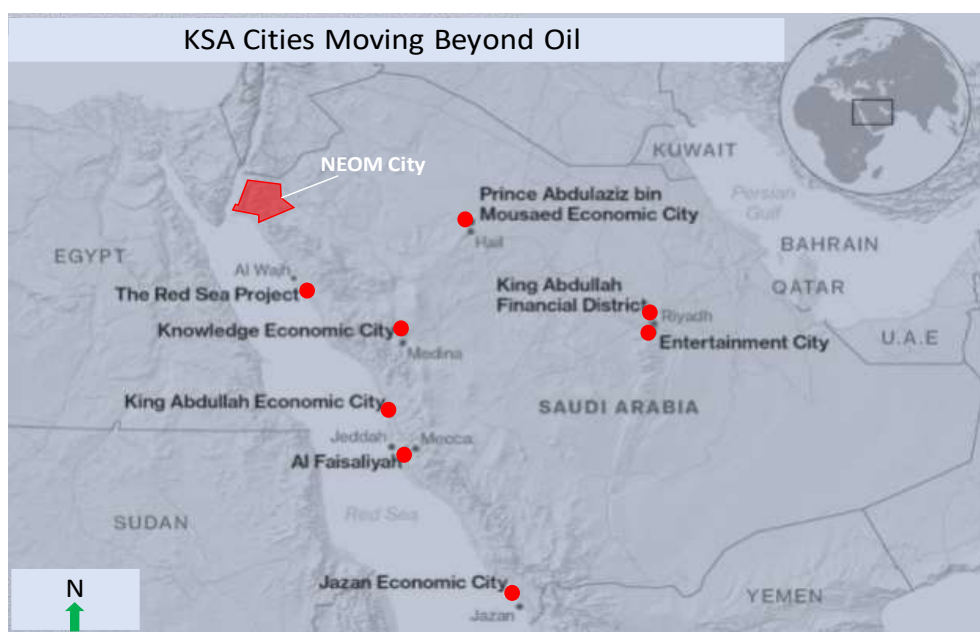 KSA Cities Moving Beyond Oil
NEOM City
KUWAIT
Prince Abdulaziz bin
Mousaed Economic City
Persian
Gulf
Hail
BAHRAIN
EGYPT
Al Wajh
The Red Sea Project
King Abdullah
Financial District
QATAR
Riyadh
Knowledge Economic City
Medina
Entertainment City
U.A.E
King Abdullah Economic City
SAUDI ARABIA
Jeddah
Mecca
Al Faisaliyah
Red Sea
SUDAN
Jazan Economic City
Jazan
YEMEN
N